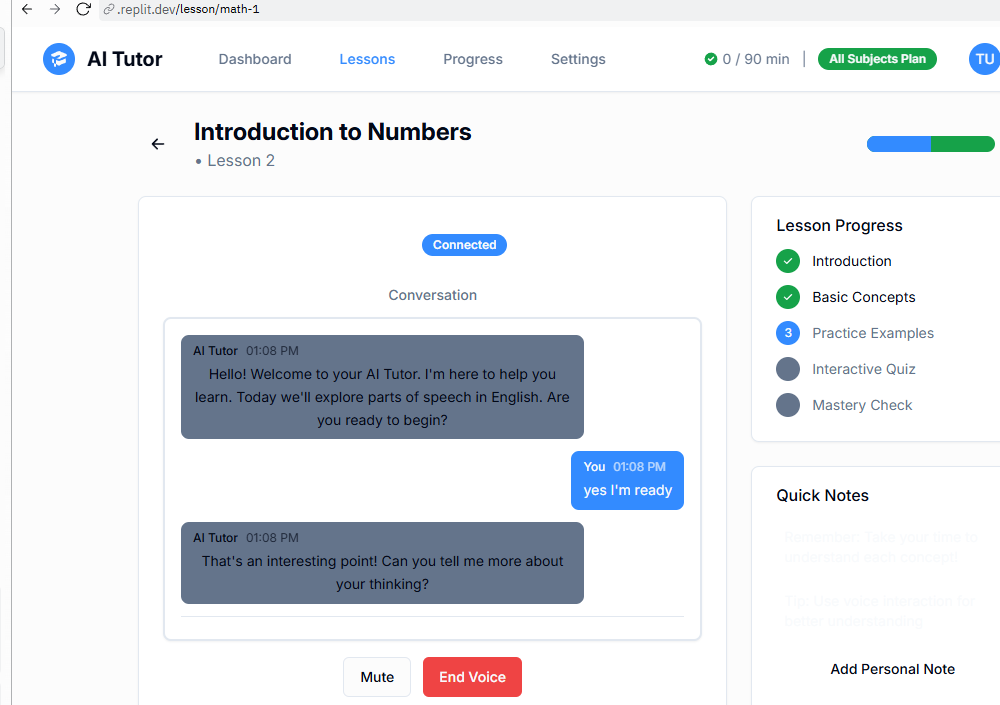 .replit.dev/lesson/math-1
AI Tutor
Dashboard
Lessons
Progress
Settings
0 / 90 min
|
All Subjects Plan
TU
Introduction to Numbers
• Lesson 2
Connected
Conversation
AI Tutor 01:08 PM
Hello! Welcome to your AI Tutor. I'm here to help you
learn. Today we'll explore parts of speech in English. Are
you ready to begin?
You 01:08 PM
yes I'm ready
AI Tutor 01:08 PM
That's an interesting point! Can you tell me more about
your thinking?
Mute
End Voice
Lesson Progress
Introduction
Basic Concepts
3 Practice Examples
Interactive Quiz
Mastery Check
Quick Notes
Remember: Take your time to
understand each concept!
Tip: Use voice interaction for
better understanding
Add Personal Note